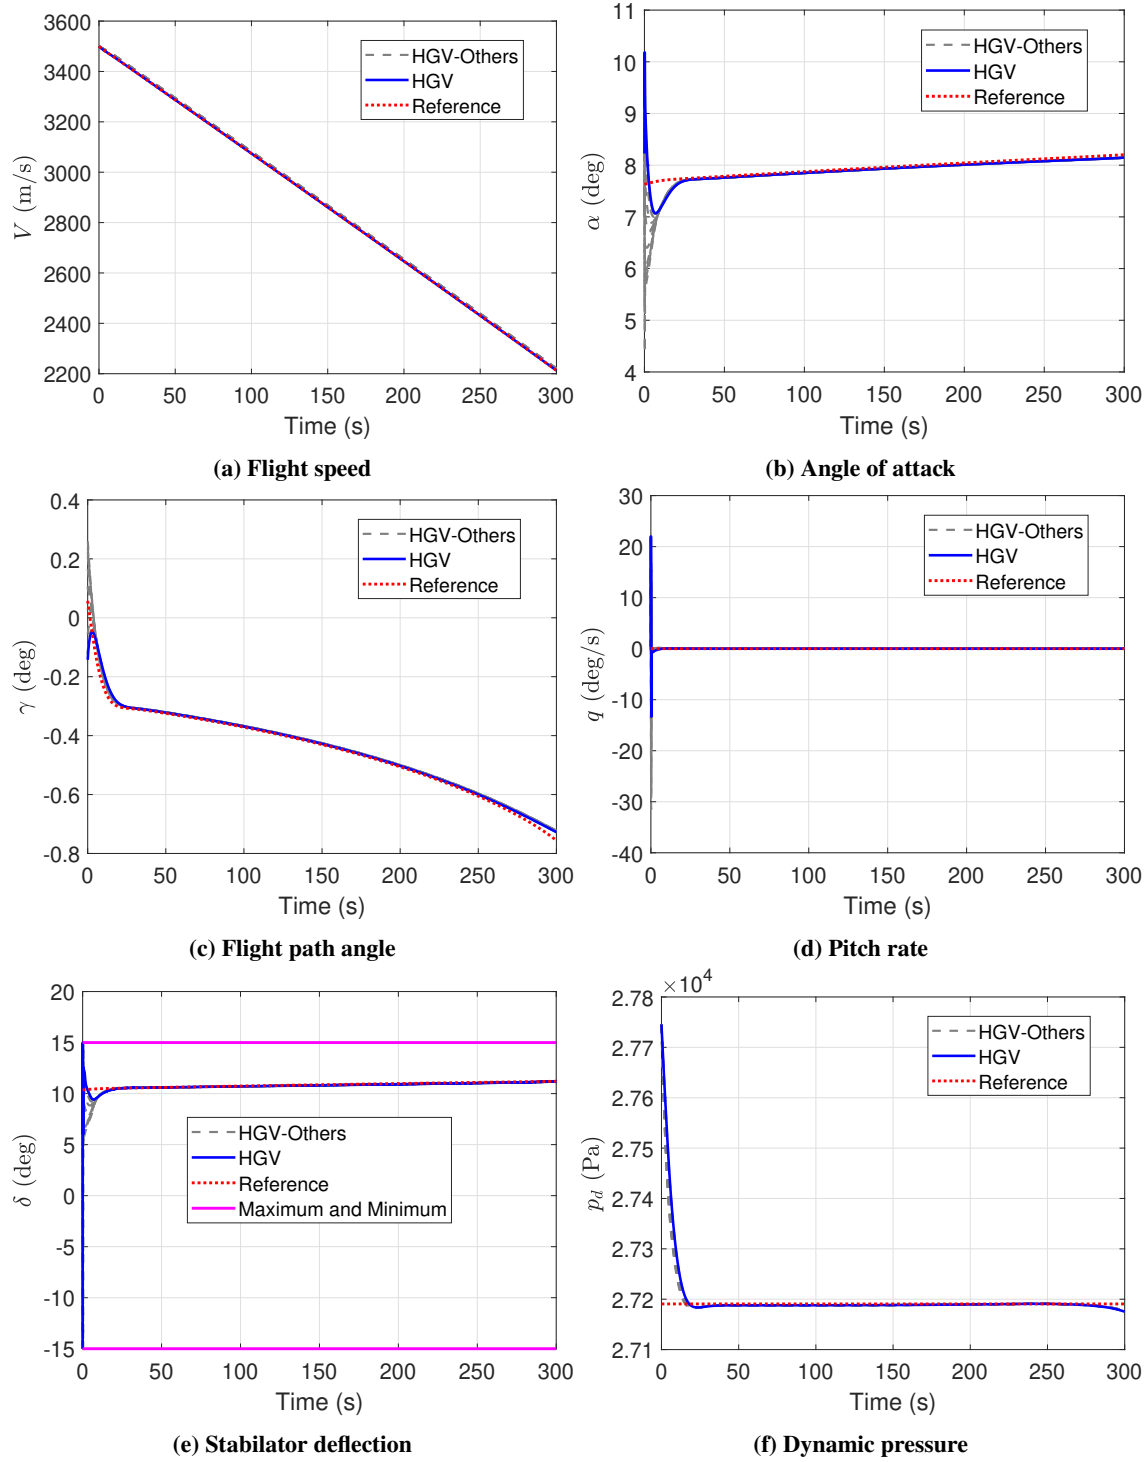 3600
3400
3200
3000
2800
2600
2400
2200
0 50 100 150 200 250 300
V (m/s)
Time (s)
HGV-Others
HGV
Reference
(a) Flight speed
11
10
9
8
7
6
5
4
0 50 100 150 200 250 300
α (deg)
Time (s)
HGV-Others
HGV
Reference
(b) Angle of attack
0.4
0.2
0
-0.2
-0.4
-0.6
-0.8
0 50 100 150 200 250 300
γ (deg)
Time (s)
HGV-Others
HGV
Reference
(c) Flight path angle
30
20
10
0
-10
-20
-30
-40
0 50 100 150 200 250 300
q (deg/s)
Time (s)
HGV-Others
HGV
Reference
(d) Pitch rate
20
15
10
5
0
-5
-10
-15
0 50 100 150 200 250 300
δ (deg)
Time (s)
HGV-Others
HGV
Reference
Maximum and Minimum
(e) Stabilator deflection
×10⁴
2.78
2.77
2.76
2.75
2.74
2.73
2.72
2.71
0 50 100 150 200 250 300
p_d (Pa)
Time (s)
HGV-Others
HGV
Reference
(f) Dynamic pressure